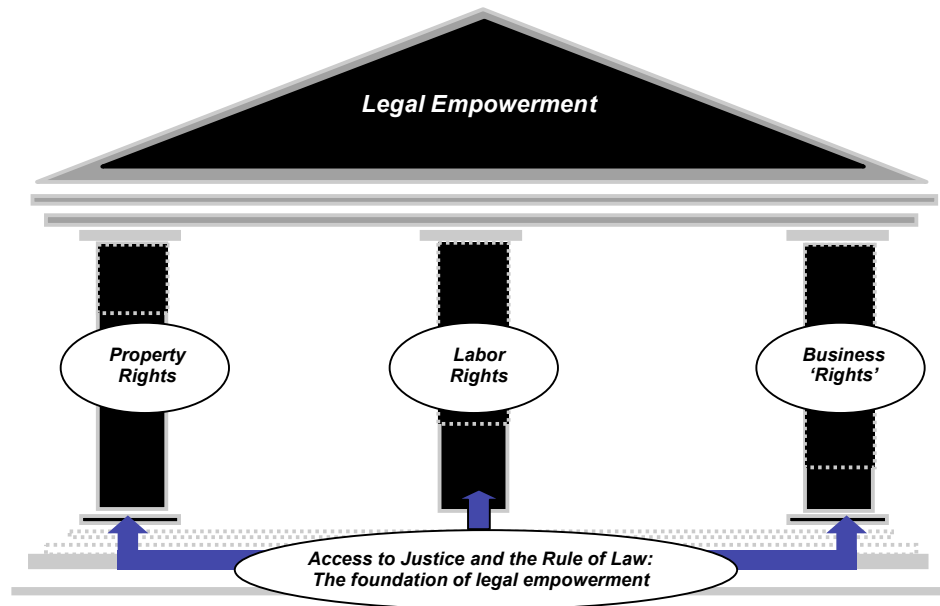 Legal Empowerment
Property
Rights
Labor
Rights
Business
‘Rights’
Access to Justice and the Rule of Law:
The foundation of legal empowerment